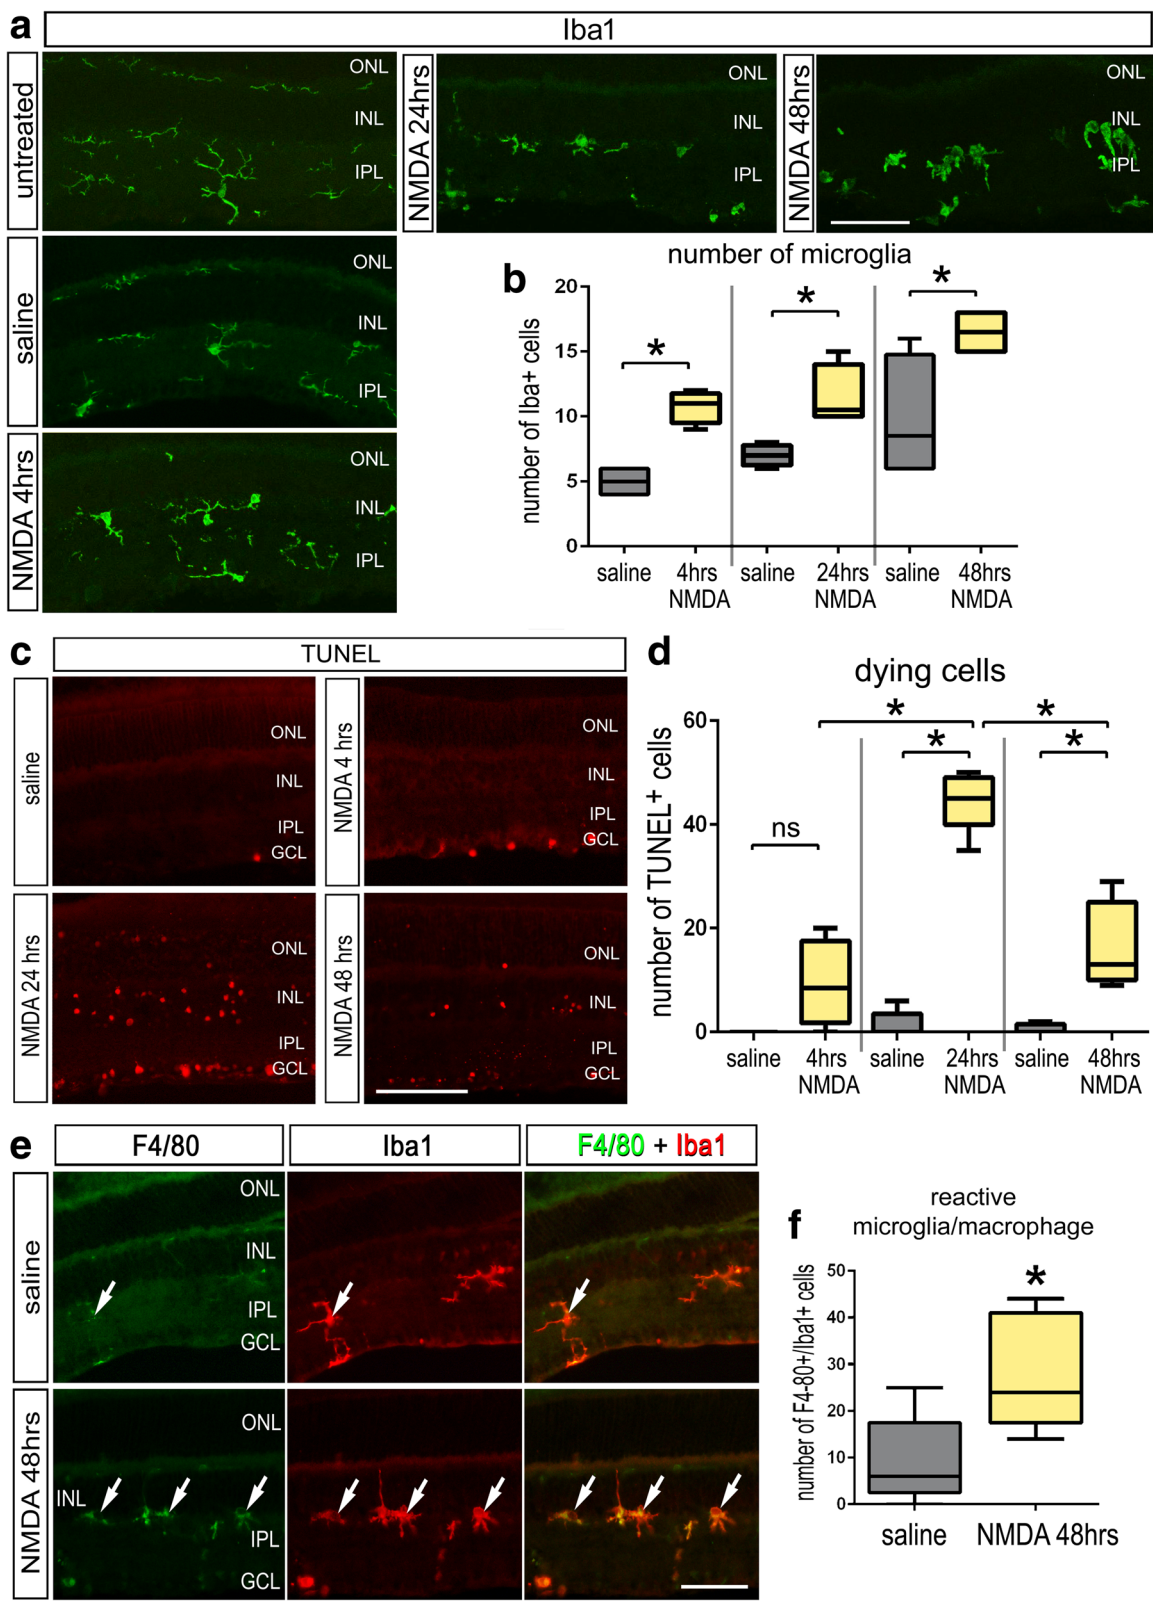 a
Iba1
untreated
ONL
INL
IPL
NMDA 24hrs
ONL
INL
IPL
NMDA 48hrs
ONL
INL
IPL
saline
ONL
INL
IPL
NMDA 4hrs
ONL
INL
IPL
b
number of microglia
number of Iba+ cells
20
15
10
5
0
*
*
*
saline
4hrs
NMDA
saline
24hrs
NMDA
saline
48hrs
NMDA
c
TUNEL
saline
ONL
INL
IPL
GCL
NMDA 4 hrs
ONL
INL
IPL
GCL
NMDA 24 hrs
ONL
INL
IPL
GCL
NMDA 48 hrs
ONL
INL
IPL
GCL
d
dying cells
number of TUNEL+ cells
60
40
20
0
ns
*
*
*
*
saline
4hrs
NMDA
saline
24hrs
NMDA
saline
48hrs
NMDA
e
F4/80
Iba1
F4/80 + Iba1
saline
ONL
INL
IPL
GCL
NMDA 48hrs
ONL
INL
IPL
GCL
f
reactive
microglia/macrophage
number of F4-80+/Iba1+ cells
50
40
30
20
10
0
*
saline
NMDA 48hrs